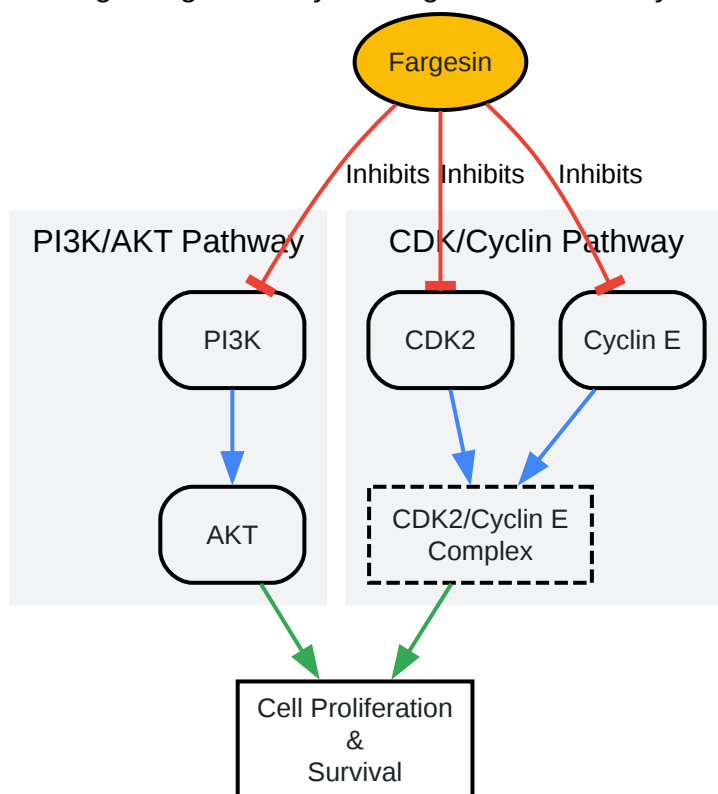 Fargesin
Inhibits Inhibits Inhibits
PI3K/AKT Pathway
CDK/Cyclin Pathway
PI3K
CDK2
Cyclin E
AKT
CDK2/Cyclin E
Complex
Cell Proliferation
&
Survival